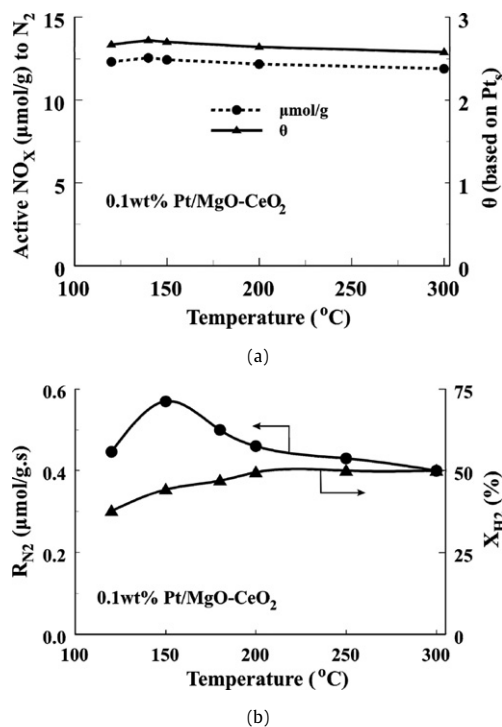 Active NOX (μmol/g) to N2
15
10
5
0
3
2
1
0
θ (based on Pts)
μmol/g
θ
0.1wt% Pt/MgO-CeO2
100 150 200 250 300
Temperature (°C)
(a)
RN2 (μmol/g.s)
0.6
0.4
0.2
0.0
75
50
25
0
XH2 (%)
0.1wt% Pt/MgO-CeO2
100 150 200 250 300
Temperature (°C)
(b)